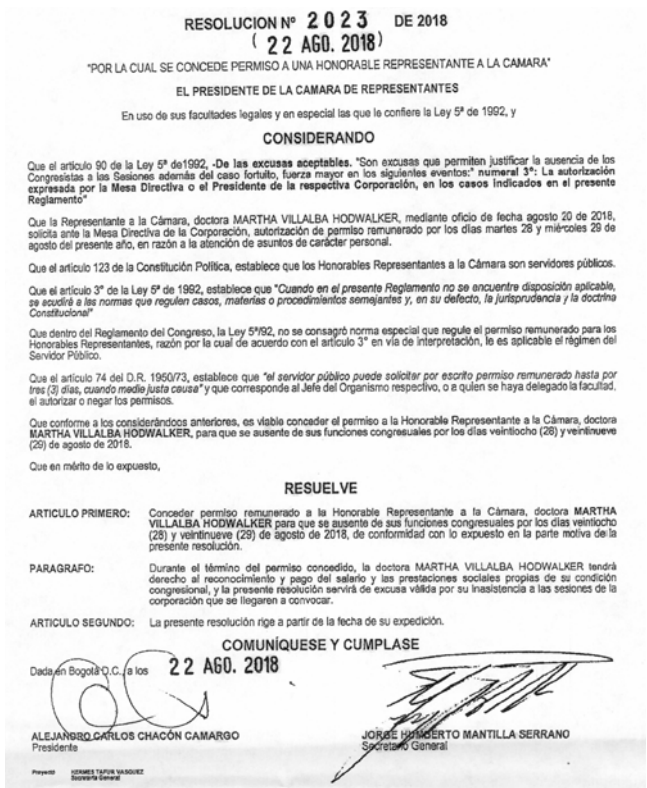 RESOLUCION Nº 2023 DE 2018
( 22 AGO. 2018)
"POR LA CUAL SE CONCEDE PERMISO A UNA HONORABLE REPRESENTANTE A LA CAMARA"
EL PRESIDENTE DE LA CAMARA DE REPRESENTANTES
En uso de sus facultades legales y en especial las que le confiere la Ley 5ª de 1992, y
CONSIDERANDO
Que el artículo 90 de la Ley 5ª de1992, -De las excusas aceptables. "Son excusas que permiten justificar la ausencia de los
Congresistas a las Sesiones además del caso fortuito, fuerza mayor en los siguientes eventos:" numeral 3º: La autorización
expresada por la Mesa Directiva o el Presidente de la respectiva Corporación, en los casos indicados en el presente
Reglamento"
Que la Representante a la Cámara, doctora MARTHA VILLALBA HODWALKER, mediante oficio de fecha agosto 20 de 2018,
solicita ante la Mesa Directiva de la Corporación, autorización de permiso remunerado por los días martes 28 y miércoles 29 de
agosto del presente año, en razón a la atención de asuntos de carácter personal.
Que el artículo 123 de la Constitución Política, establece que los Honorables Representantes a la Cámara son servidores públicos.
Que el artículo 3º de la Ley 5ª de 1992, establece que "Cuando en el presente Reglamento no se encuentre disposición aplicable,
se acudirá a las normas que regulen casos, materias o procedimientos semejantes y, en su defecto, la jurisprudencia y la doctrina
Constitucional"
Que dentro del Reglamento del Congreso, la Ley 5ª/92, no se consagró norma especial que regule el permiso remunerado para los
Honorables Representantes, razón por la cual de acuerdo con el artículo 3º en vía de interpretación, le es aplicable el régimen del
Servidor Público.
Que el artículo 74 del D.R. 1950/73, establece que "el servidor público puede solicitar por escrito permiso remunerado hasta por
tres (3) días, cuando medie justa causa" y que corresponde al Jefe del Organismo respectivo, o a quien se haya delegado la facultad,
el autorizar o negar los permisos.
Que conforme a los considerándoos anteriores, es viable conceder el permiso a la Honorable Representante a la Cámara, doctora
MARTHA VILLALBA HODWALKER, para que se ausente de sus funciones congresuales por los días veintiocho (28) y veintinueve
(29) de agosto de 2018.
Que en mérito de lo expuesto,
RESUELVE
ARTICULO PRIMERO: Conceder permiso remunerado a la Honorable Representante a la Cámara, doctora MARTHA
VILLALBA HODWALKER para que se ausente de sus funciones congresuales por los días veintiocho
(28) y veintinueve (29) de agosto de 2018, de conformidad con lo expuesto en la parte motiva de la
presente resolución.
PARAGRAFO: Durante el término del permiso concedido, la doctora MARTHA VILLALBA HODWALKER tendrá
derecho al reconocimiento y pago del salario y las prestaciones sociales propias de su condición
congresional, y la presente resolución servirá de excusa válida por su inasistencia a las sesiones de la
corporación que se llegaren a convocar.
ARTICULO SEGUNDO: La presente resolución rige a partir de la fecha de su expedición.
COMUNÍQUESE Y CUMPLASE
Dada en Bogotá D.C., a los 22 AGO. 2018
ALEJANDRO CARLOS CHACÓN CAMARGO
Presidente
JORGE HUMBERTO MANTILLA SERRANO
Secretario General
Proyectó HERMES TAFUR VASQUEZ
Secretaría General